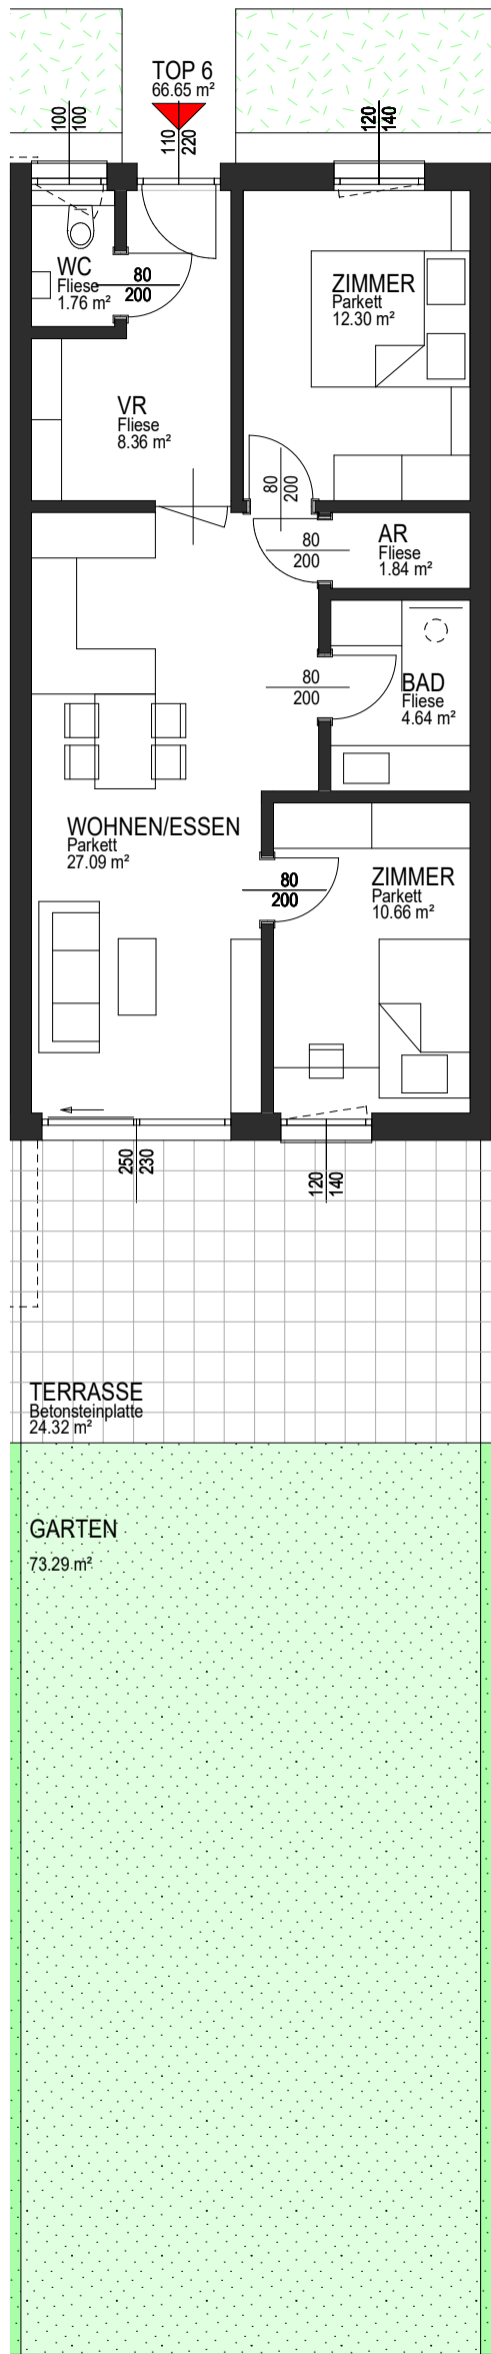 TOP 6
66.65 m²
100
100
110
220
120
140
WC
Fliese
1.76 m²
80
200
ZIMMER
Parkett
12.30 m²
VR
Fliese
8.36 m²
80
200
80
200
AR
Fliese
1.84 m²
80
200
BAD
Fliese
4.64 m²
WOHNEN/ESSEN
Parkett
27.09 m²
80
200
ZIMMER
Parkett
10.66 m²
250
230
120
140
TERRASSE
Betonsteinplatte
24.32 m²
GARTEN
73.29 m²